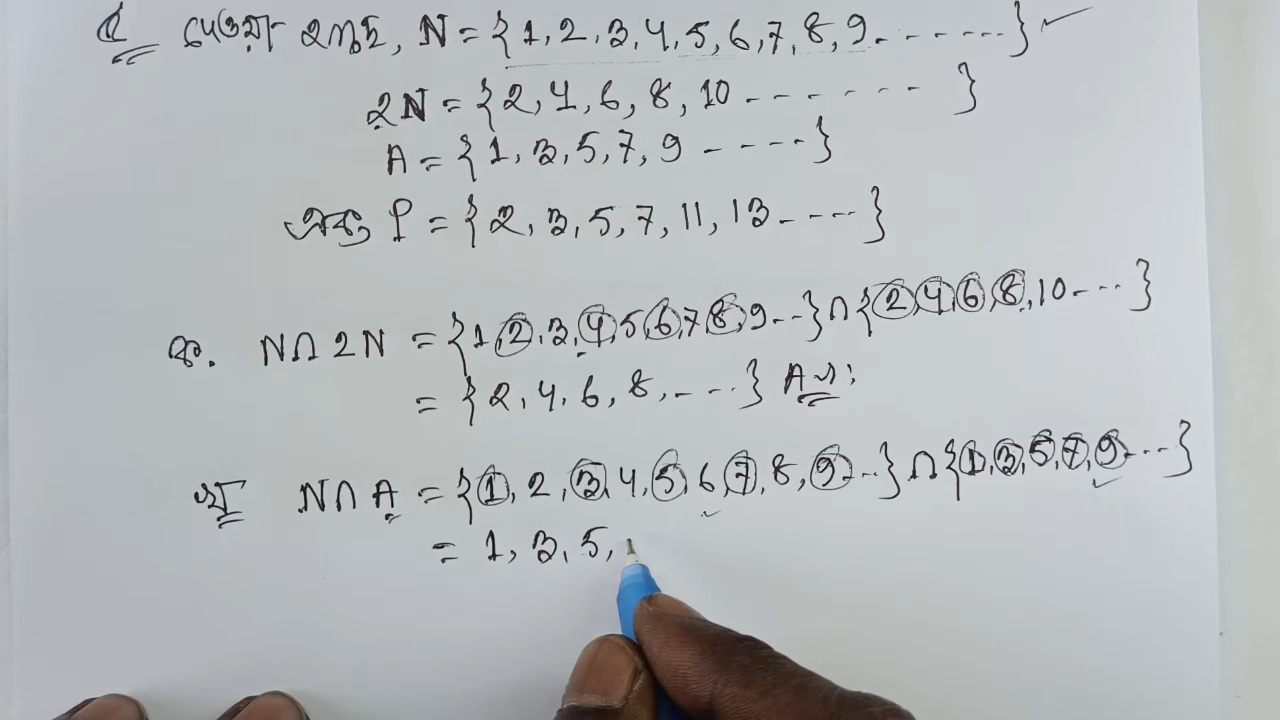 ৫ দেওয়া হলুহ, N = {1, 2, 3, 4, 5, 6, 7, 8, 9.......}
2N = {2, 4, 6, 8, 10.......}
A = {1, 3, 5, 7, 9.....}
এবং P = {2, 3, 5, 7, 11, 13.....}
ক. N∩2N = {1, 2, 3, 4, 5, 6, 7, 8, 9...}∩{2, 4, 6, 8, 10....}
= {2, 4, 6, 8,....} Ans:
খ N∩A = {1, 2, 3, 4, 5, 6, 7, 8, 9...}∩{1, 3, 5, 7, 9....}
= 1, 3, 5,